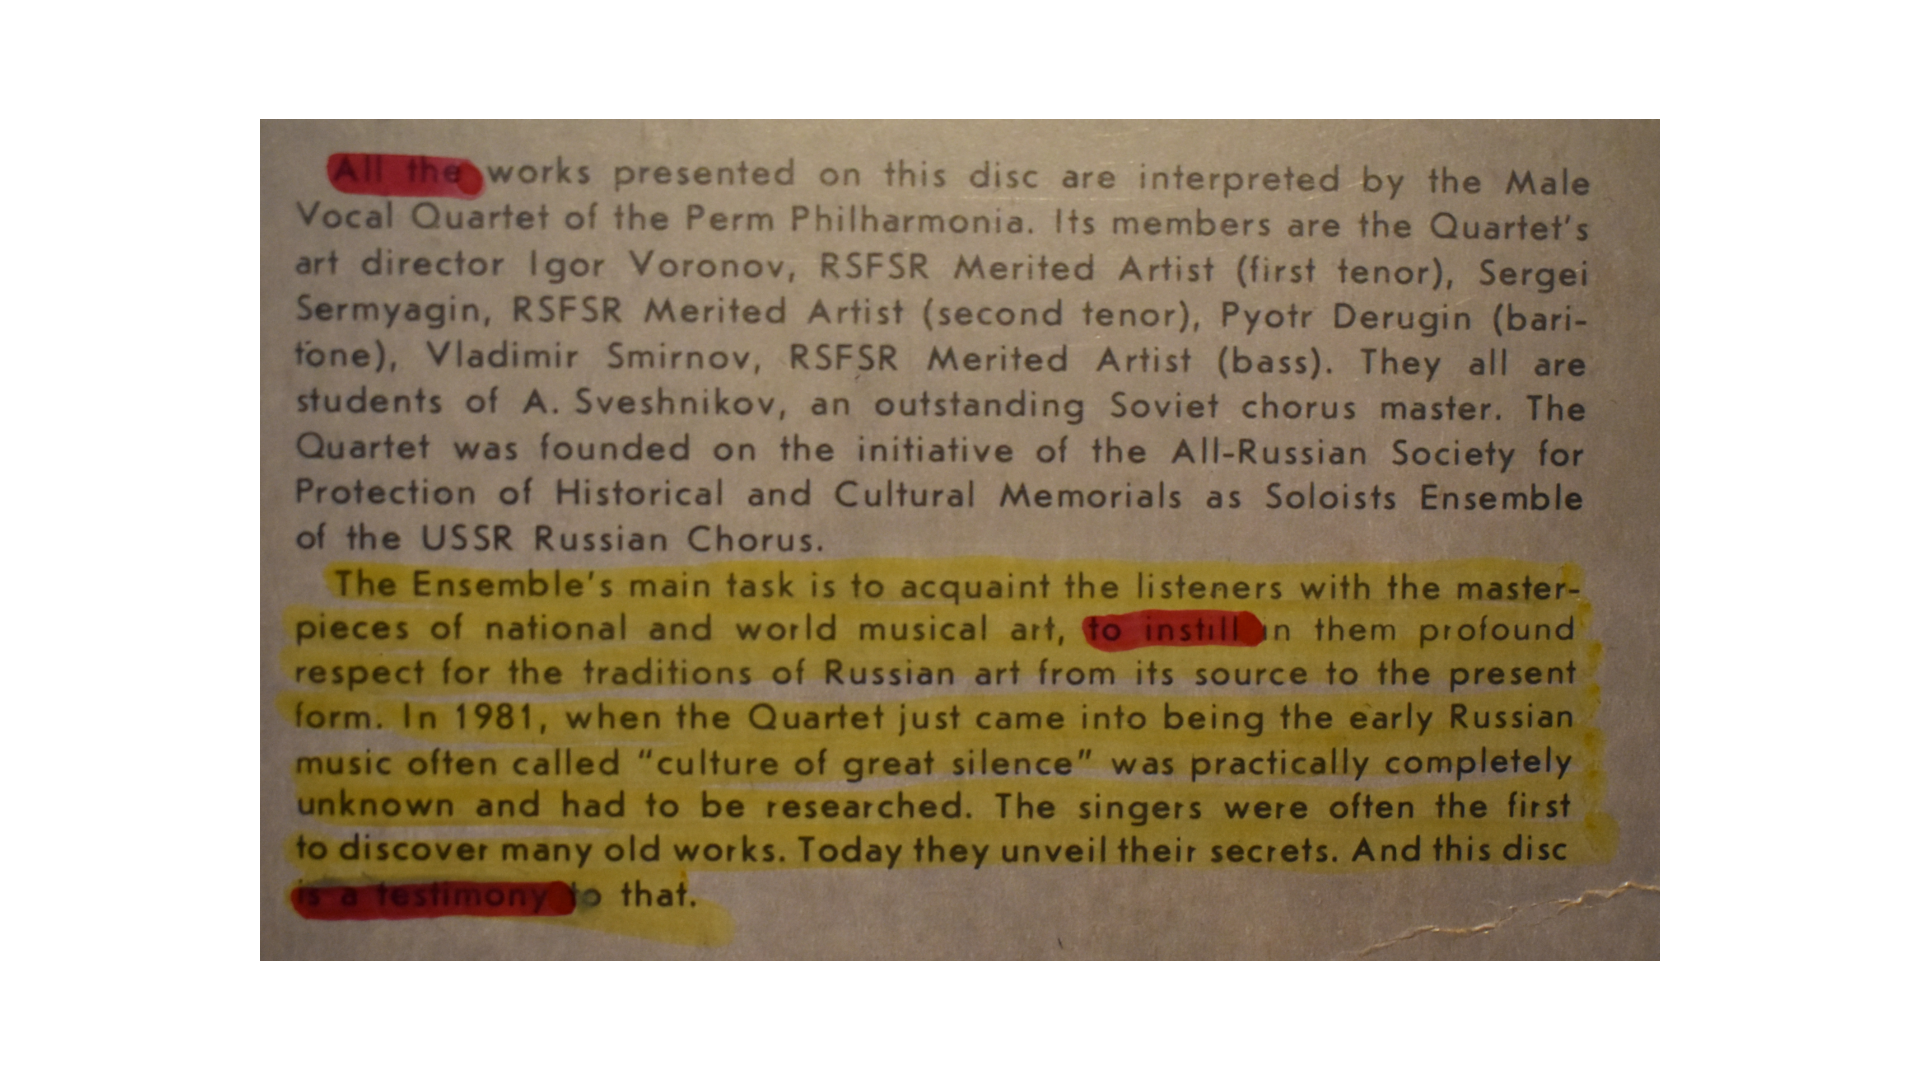 All the works presented on this disc are interpreted by the Male
Vocal Quartet of the Perm Philharmonia. Its members are the Quartet's
art director Igor Voronov, RSFSR Merited Artist (first tenor), Sergei
Sermyagin, RSFSR Merited Artist (second tenor), Pyotr Derugin (bari-
tone), Vladimir Smirnov, RSFSR Merited Artist (bass). They all are
students of A. Sveshnikov, an outstanding Soviet chorus master. The
Quartet was founded on the initiative of the All-Russian Society for
Protection of Historical and Cultural Memorials as Soloists Ensemble
of the USSR Russian Chorus.
The Ensemble's main task is to acquaint the listeners with the master-
pieces of national and world musical art, to instill in them profound
respect for the traditions of Russian art from its source to the present
form. In 1981, when the Quartet just came into being the early Russian
music often called "culture of great silence" was practically completely
unknown and had to be researched. The singers were often the first
to discover many old works. Today they unveil their secrets. And this disc
is a testimony to that.